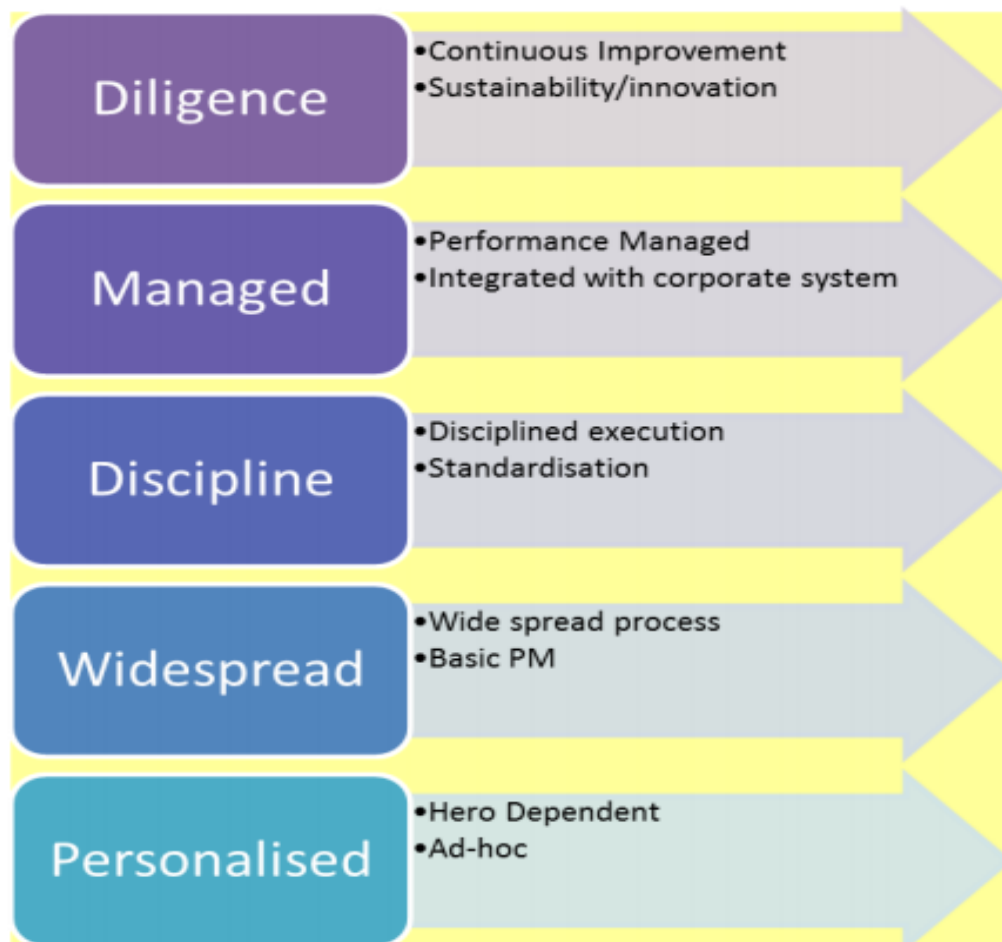 Diligence
•Continuous Improvement
•Sustainability/innovation
Managed
•Performance Managed
•Integrated with corporate system
Discipline
•Disciplined execution
•Standardisation
Widespread
•Wide spread process
•Basic PM
Personalised
•Hero Dependent
•Ad-hoc